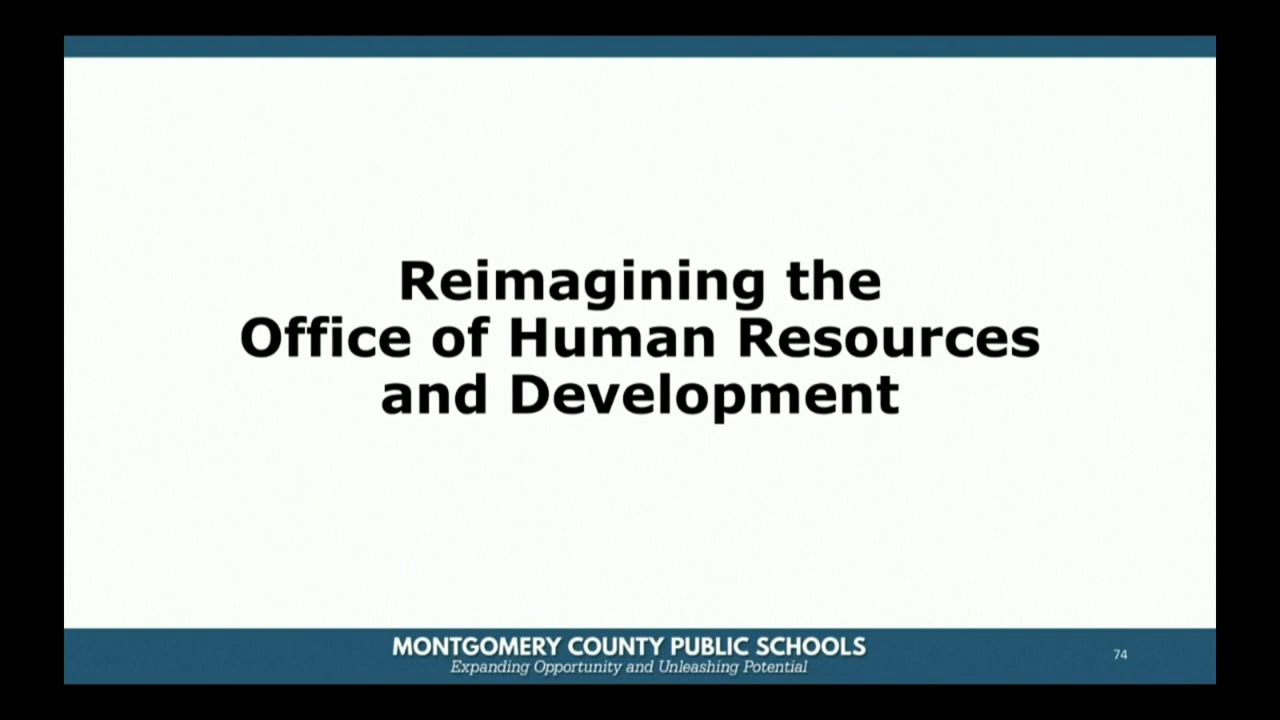 Reimagining the
Office of Human Resources
and Development
MONTGOMERY COUNTY PUBLIC SCHOOLS
Expanding Opportunity and Unleashing Potential
74